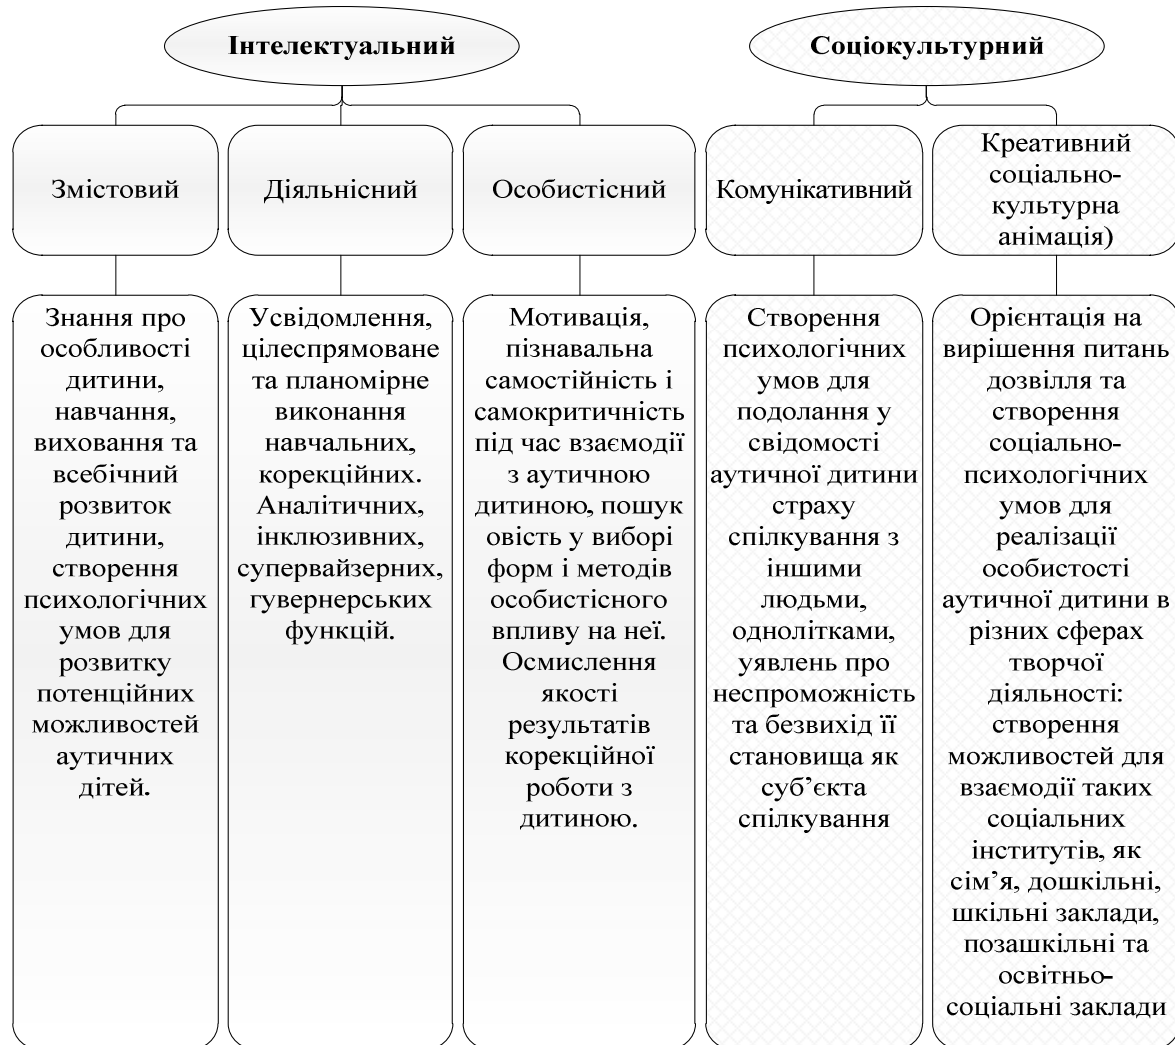 Інтелектуальний
Соціокультурний
Змістовий
Діяльнісний
Особистісний
Комунікативний
Креативний
соціально-
культурна
анімація)
Знання про
особливості
дитини,
навчання,
виховання та
всебічний
розвиток
дитини,
створення
психологічних
умов для
розвитку
потенційних
можливостей
аутичних
дітей.
Усвідомлення,
цілеспрямоване
та планомірне
виконання
навчальних,
корекційних.
Аналітичних,
інклюзивних,
супервайзерних,
гувернерських
функцій.
Мотивація,
пізнавальна
самостійність і
самокритичність
під час взаємодії
з аутичною
дитиною, пошук
овість у виборі
форм і методів
особистісного
впливу на неї.
Осмислення
якості
результатів
корекційної
роботи з
дитиною.
Створення
психологічних
умов для
подолання у
свідомості
аутичної дитини
страху
спілкування з
іншими
людьми,
однолітками,
уявлень про
неспроможність
та безвихід її
становища як
суб’єкта
спілкування
Орієнтація на
вирішення питань
дозвілля та
створення
соціально-
психологічних
умов для
реалізації
особистості
аутичної дитини в
різних сферах
творчої
діяльності:
створення
можливостей для
взаємодії таких
соціальних
інститутів, як
сім’я, дошкільні,
шкільні заклади,
позашкільні та
освітньо-
соціальні заклади